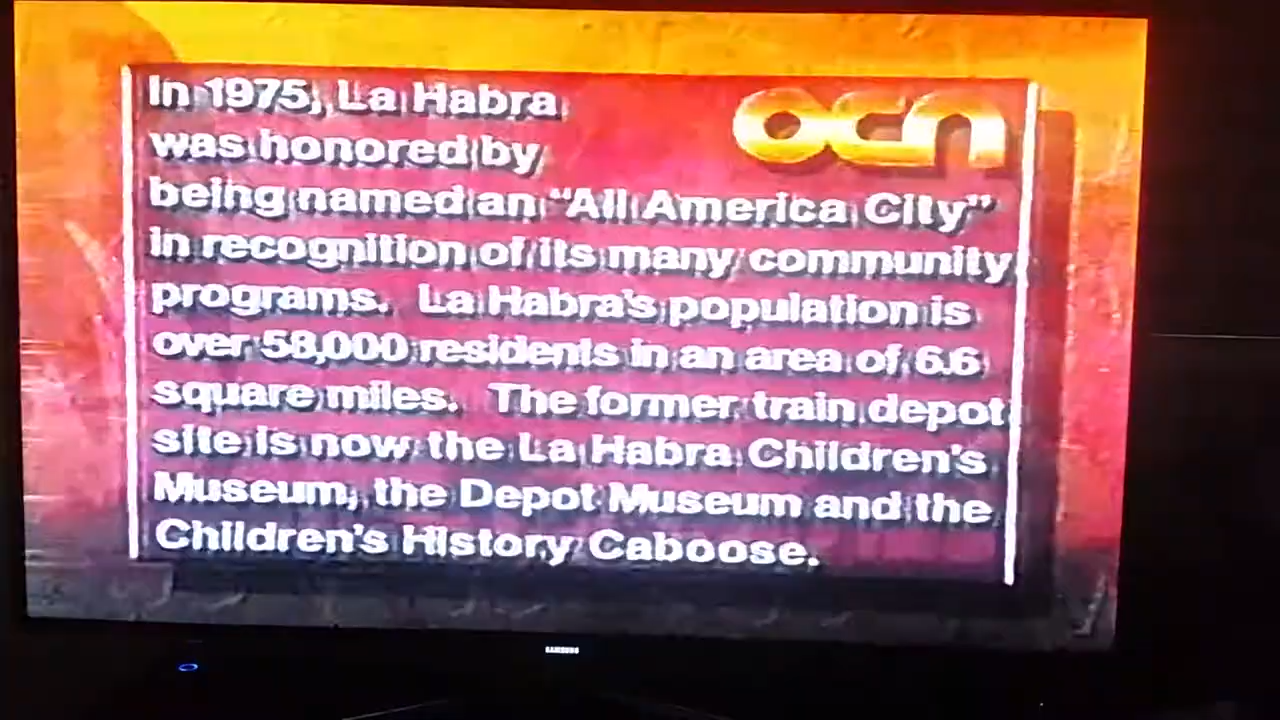 In 1975, La Habra
ocn
was honored by
being named an “All America City”
in recognition of its many community
programs. La Habra's population is
over 58,000 residents in an area of 6.6
square miles. The former train depot
site is now the La Habra Children's
Museum, the Depot Museum and the
Children's History Caboose.
SAMSUNG